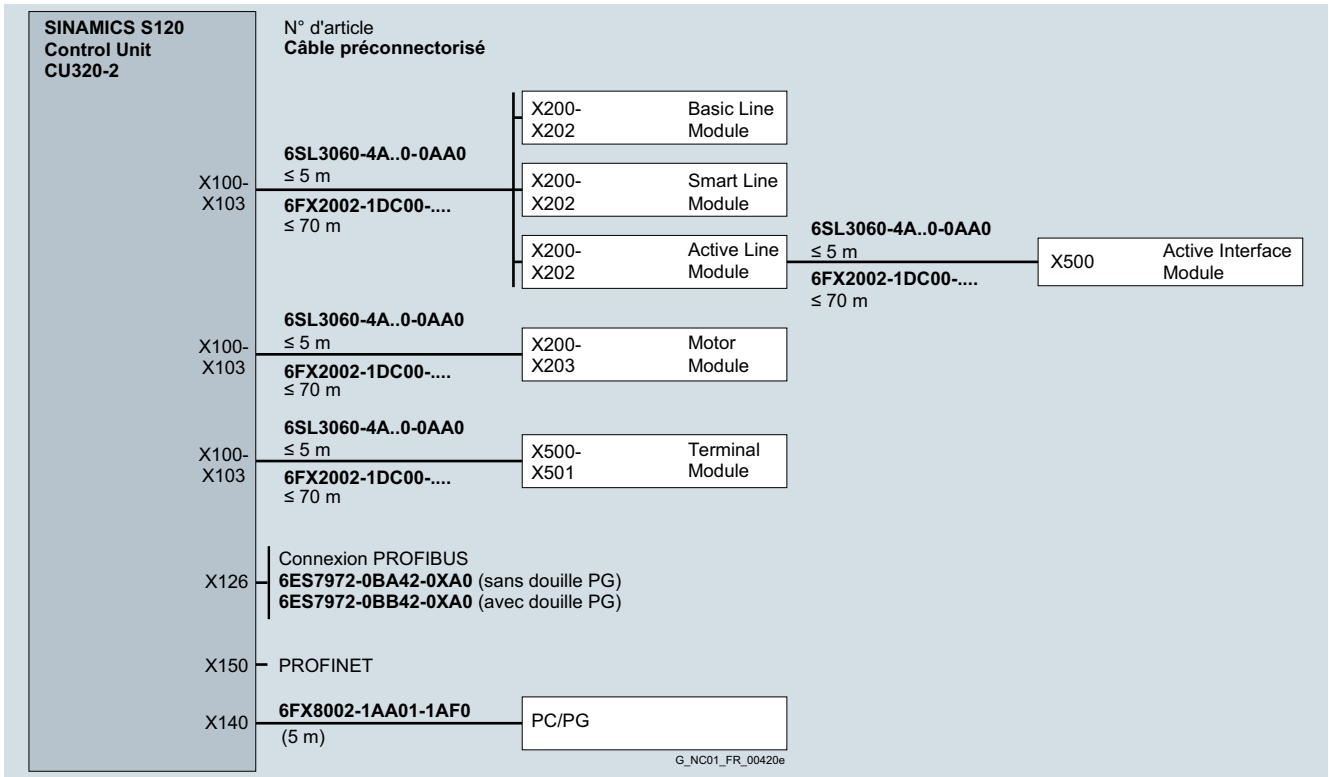 SINAMICS S120
Control Unit
CU320-2
N° d'article
Câble préconnectorisé
X100-
X103
6SL3060-4A..0-0AA0
≤ 5 m
6FX2002-1DC00-....
≤ 70 m
X200- Basic Line
X202 Module
X200- Smart Line
X202 Module
X200- Active Line
X202 Module
6SL3060-4A..0-0AA0
≤ 5 m
6FX2002-1DC00-....
≤ 70 m
X500 Active Interface
Module
X100-
X103
6SL3060-4A..0-0AA0
≤ 5 m
6FX2002-1DC00-....
≤ 70 m
X200- Motor
X203 Module
X100-
X103
6SL3060-4A..0-0AA0
≤ 5 m
6FX2002-1DC00-....
≤ 70 m
X500- Terminal
X501 Module
X126
Connexion PROFIBUS
6ES7972-0BA42-0XA0 (sans douille PG)
6ES7972-0BB42-0XA0 (avec douille PG)
X150 PROFINET
X140
6FX8002-1AA01-1AF0
(5 m)
PC/PG
G_NC01_FR_00420e